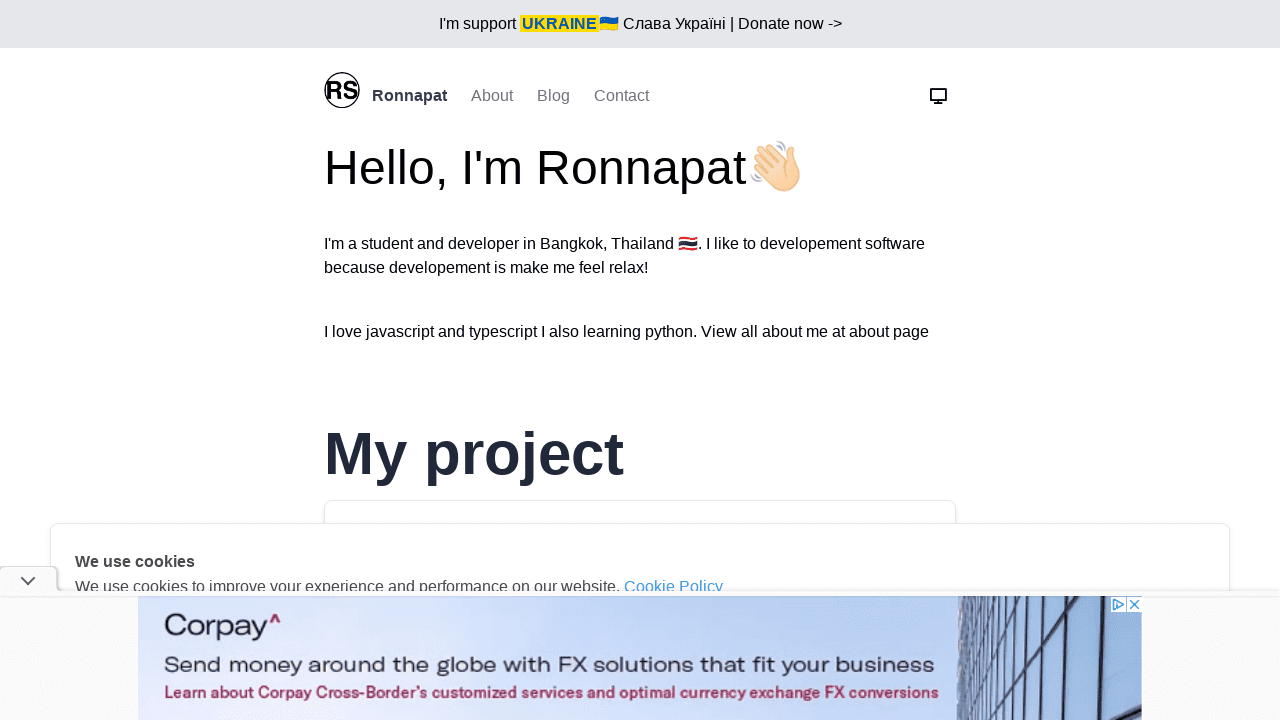 I'm support UKRAINE🇺🇦 Слава Україні | Donate now ->
RS Ronnapat About Blog Contact
Hello, I'm Ronnapat👋🏻
I'm a student and developer in Bangkok, Thailand 🇹🇭. I like to developement software
because developement is make me feel relax!
I love javascript and typescript I also learning python. View all about me at about page
My project
We use cookies
We use cookies to improve your experience and performance on our website. Cookie Policy
Corpay^
Send money around the globe with FX solutions that fit your business
Learn about Corpay Cross-Border's customized services and optimal currency exchange FX conversions